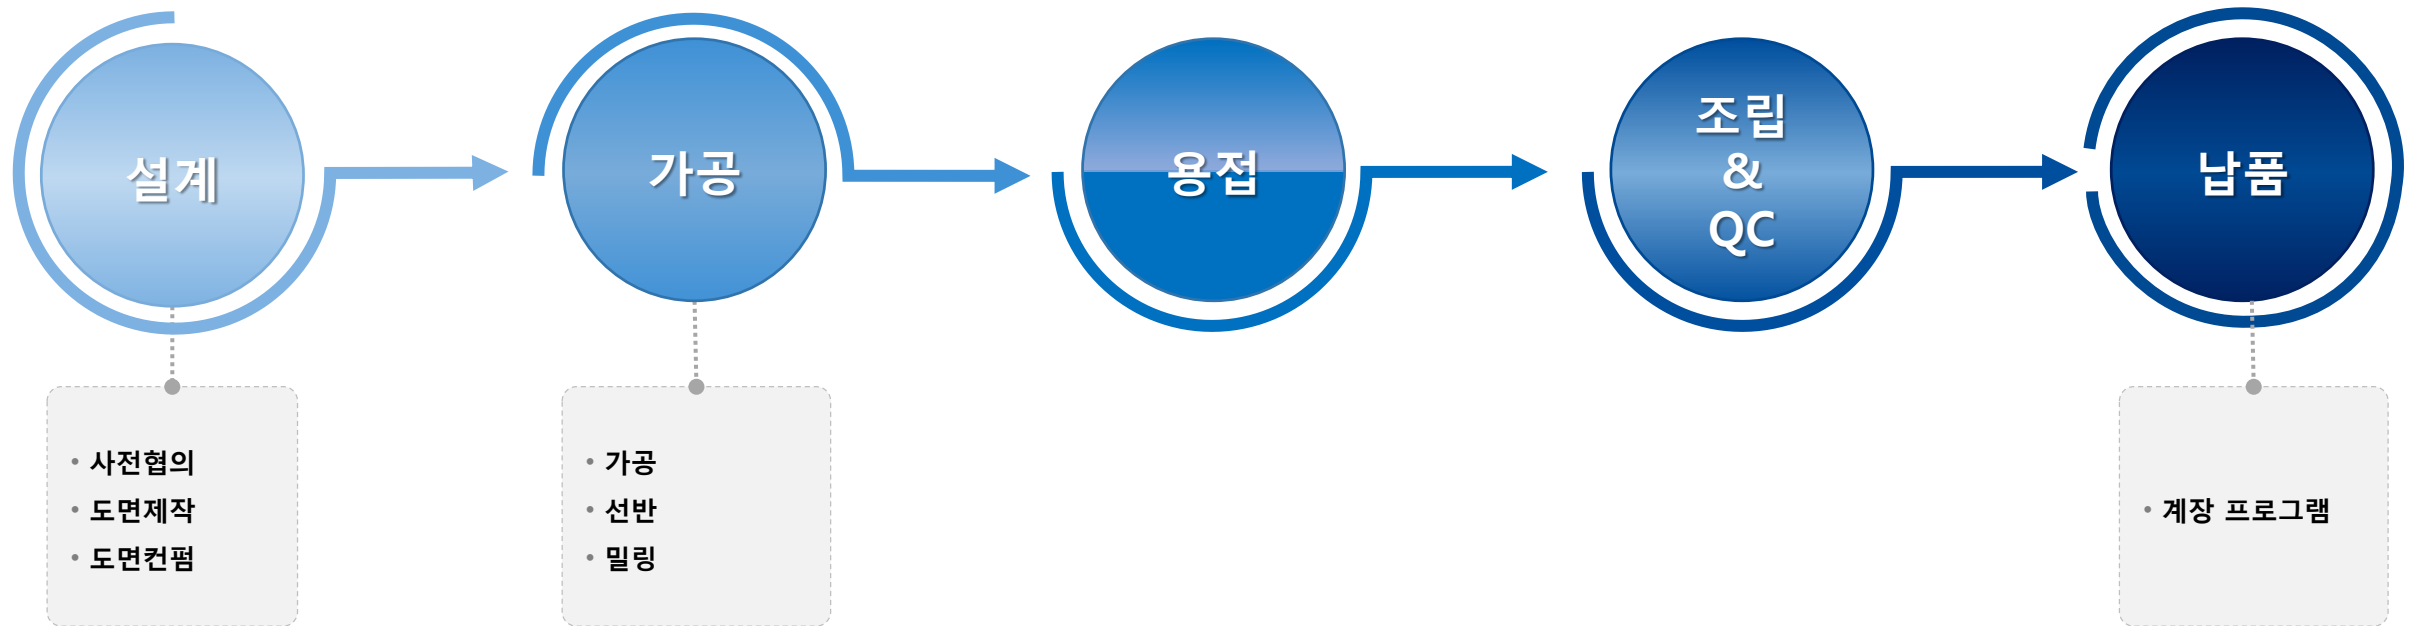 설계
가공
용접
조립
&
QC
납품
• 사전협의
• 도면제작
• 도면컨펌
• 가공
• 선반
• 밀링
• 계장 프로그램